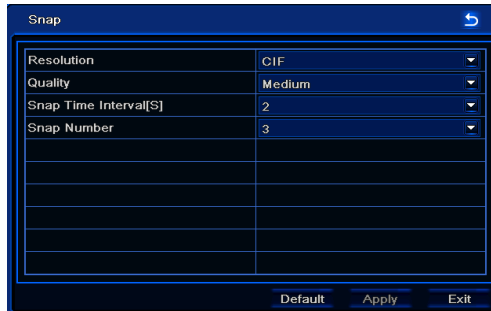 Snap
Resolution CIF
Quality Medium
Snap Time Interval[S] 2
Snap Number 3
Default Apply Exit